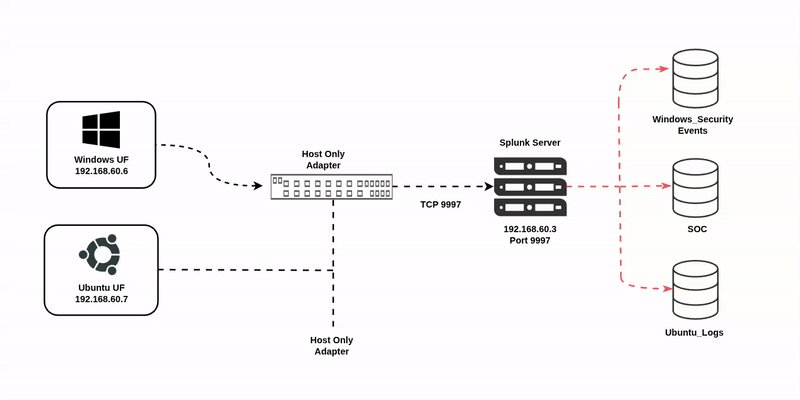 Windows UF
192.168.60.6
Ubuntu UF
192.168.60.7
Host Only
Adapter
Host Only
Adapter
TCP 9997
Splunk Server
192.168.60.3
Port 9997
Windows_Security
Events
SOC
Ubuntu_Logs